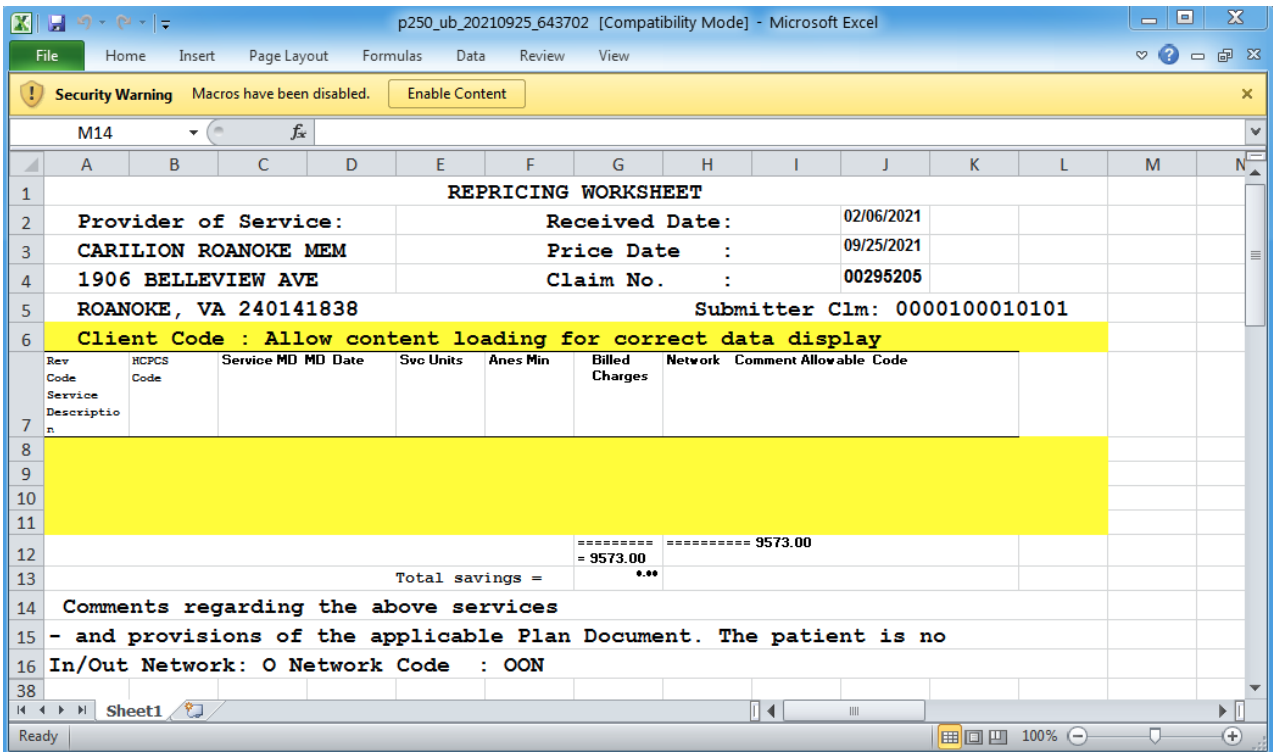 p250_ub_20210925_643702 [Compatibility Mode] - Microsoft Excel
File Home Insert Page Layout Formulas Data Review View
Security Warning Macros have been disabled. Enable Content
M14 fx
A B C D E F G H I J K L M N
1 REPRICING WORKSHEET
2 Provider of Service: Received Date: 02/06/2021
3 CARILION ROANOKE MEM Price Date : 09/25/2021
4 1906 BELLEVIEW AVE Claim No. : 00295205
5 ROANOKE, VA 240141838 Submitter Clm: 0000100010101
6 Client Code : Allow content loading for correct data display
Rev HCPCS Service MD MD Date Svc Units Anes Min Billed Network Comment Allowable Code
Code Code Charges
Service
Descriptio
7 n
8
9
10
11
========= ========== 9573.00
12 = 9573.00
13 Total savings = 0.00
14 Comments regarding the above services
15 - and provisions of the applicable Plan Document. The patient is no
16 In/Out Network: O Network Code : OON
38
Sheet1
Ready 100%